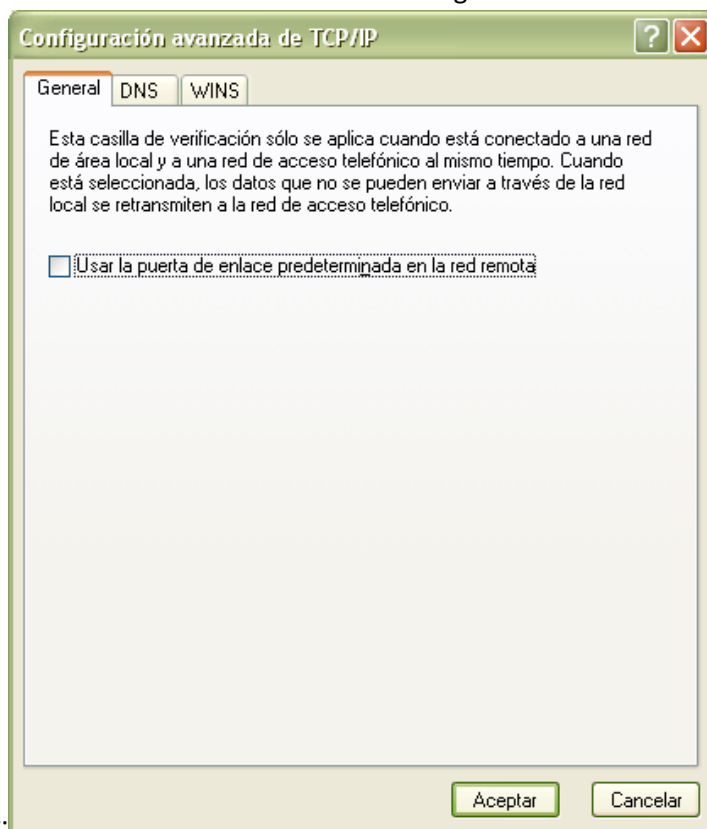 Configuración avanzada de TCP/IP
General DNS WINS
Esta casilla de verificación sólo se aplica cuando está conectado a una red
de área local y a una red de acceso telefónico al mismo tiempo. Cuando
está seleccionada, los datos que no se pueden enviar a través de la red
local se retransmiten a la red de acceso telefónico.
Usar la puerta de enlace predeterminada en la red remota
Aceptar Cancelar